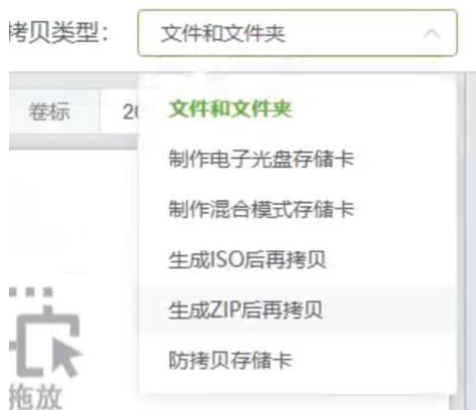 拷贝类型：
文件和文件夹
卷标
20
文件和文件夹
制作电子光盘存储卡
制作混合模式存储卡
生成ISO后再拷贝
生成ZIP后再拷贝
防拷贝存储卡
拖放